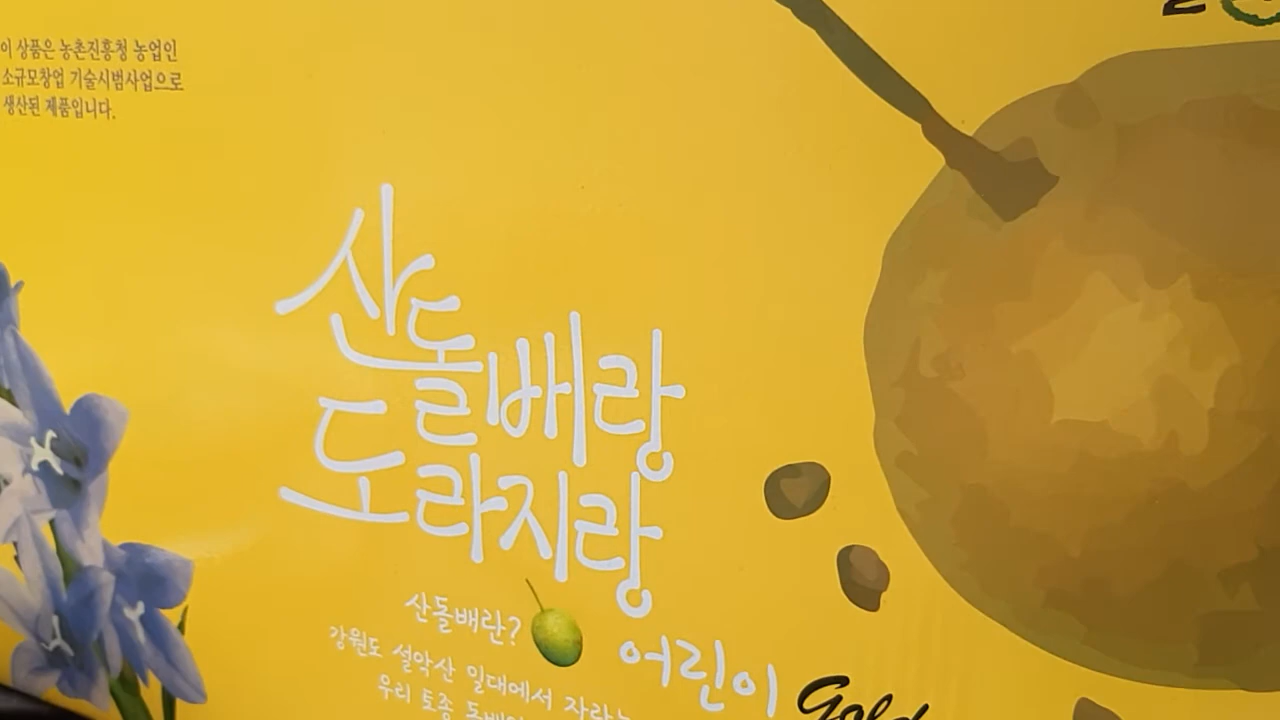 이 상품은 농촌진흥청 농업인
소규모창업 기술시범사업으로
생산된 제품입니다.
산돌배랑
도라지랑
산돌배란?
강원도 설악산 일대에서 자라는
우리 토종
어린이
Gold